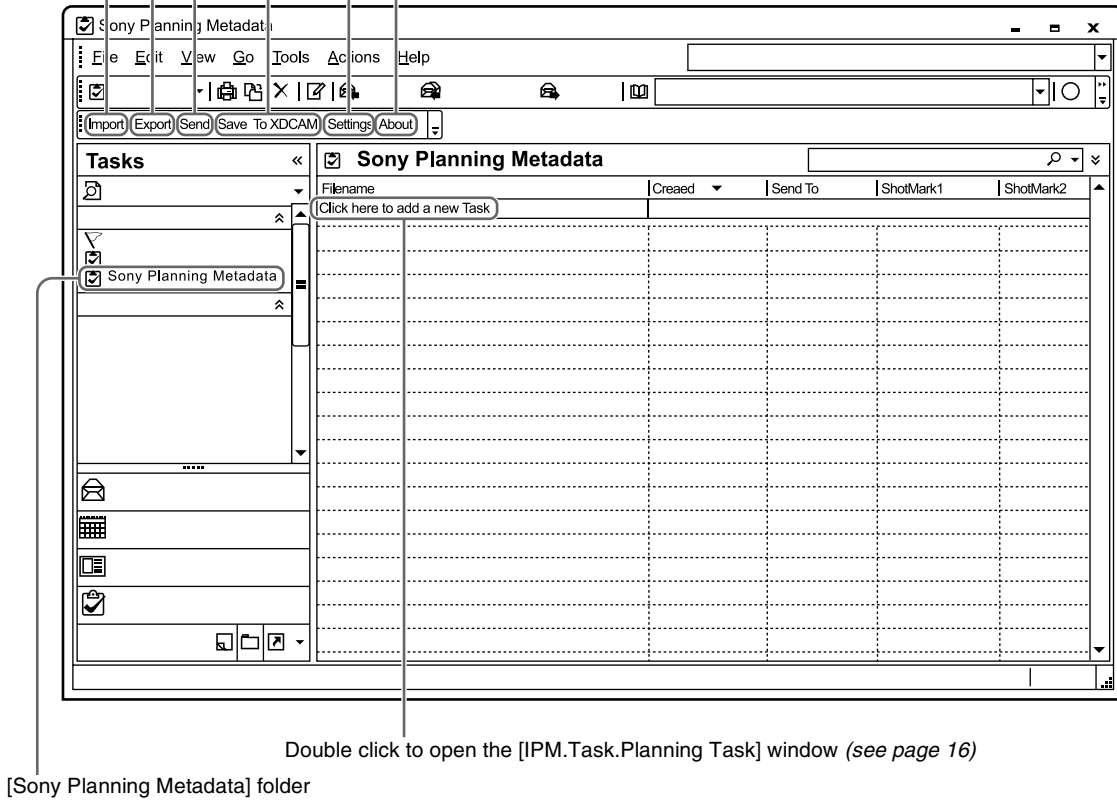 Sony Planning Metadata
File Edit View Go Tools Actions Help
Import Export Send Save To XDCAM Settings About
Tasks « Sony Planning Metadata
Filename Creaed Send To ShotMark1 ShotMark2
Click here to add a new Task
Sony Planning Metadata
Double click to open the [IPM.Task.Planning Task] window (see page 16)
[Sony Planning Metadata] folder